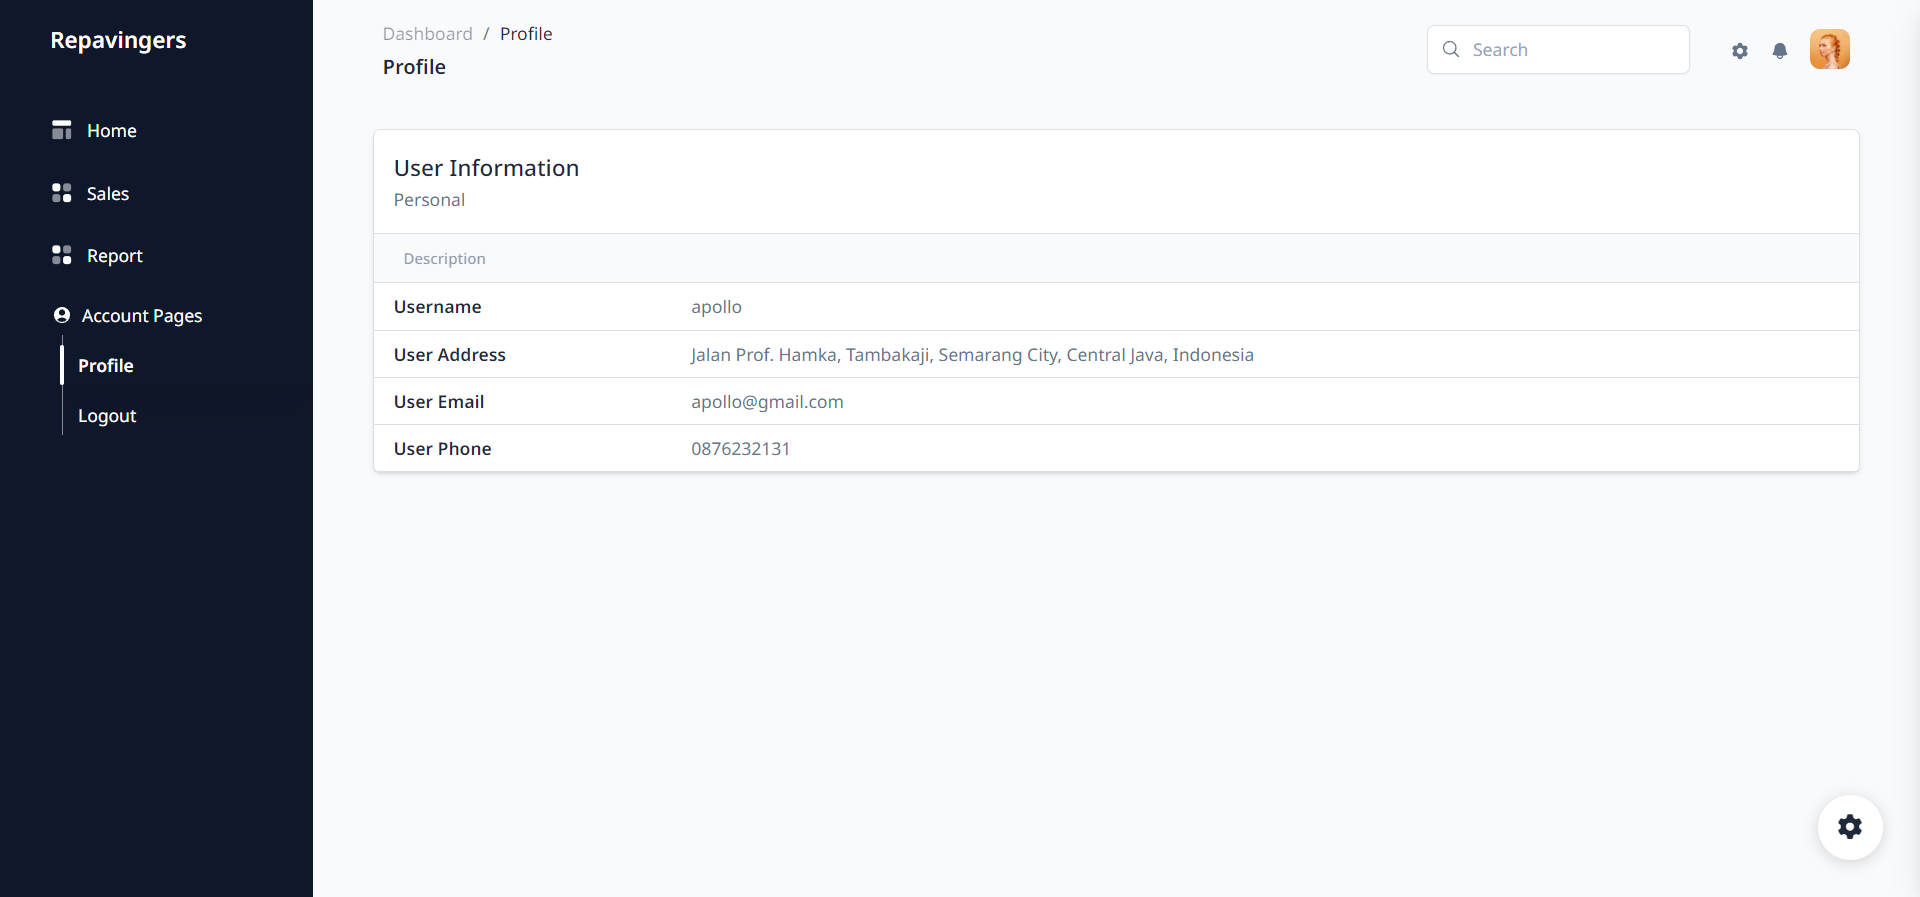 Repavingers
Home
Sales
Report
Account Pages
Profile
Logout
Dashboard / Profile
Profile
Search
User Information
Personal
Description
Username apollo
User Address Jalan Prof. Hamka, Tambakaji, Semarang City, Central Java, Indonesia
User Email apollo@gmail.com
User Phone 0876232131